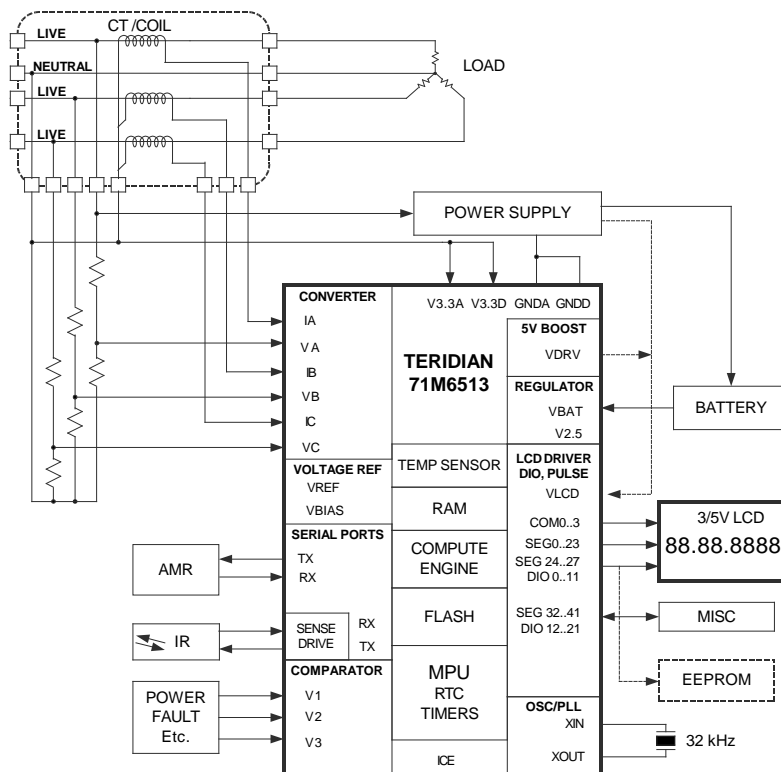 CT /COIL
LIVE
NEUTRAL
LIVE
LIVE
LOAD
POWER SUPPLY
CONVERTER
IA
VA
IB
VB
IC
VC
VOLTAGE REF
VREF
VBIAS
SERIAL PORTS
TX
RX
SENSE
DRIVE
RX
TX
COMPARATOR
V1
V2
V3
V3.3A V3.3D GNDA GNDD
TERIDIAN
71M6513
TEMP SENSOR
RAM
COMPUTE
ENGINE
FLASH
MPU
RTC
TIMERS
ICE
5V BOOST
VDRV
REGULATOR
VBAT
V2.5
LCD DRIVER
DIO, PULSE
VLCD
COM0..3
SEG0..23
SEG 24..27
DIO 0..11
SEG 32..41
DIO 12..21
OSC/PLL
XIN
XOUT
AMR
IR
POWER
FAULT
Etc.
BATTERY
3/5V LCD
88.88.8888
MISC
EEPROM
32 kHz